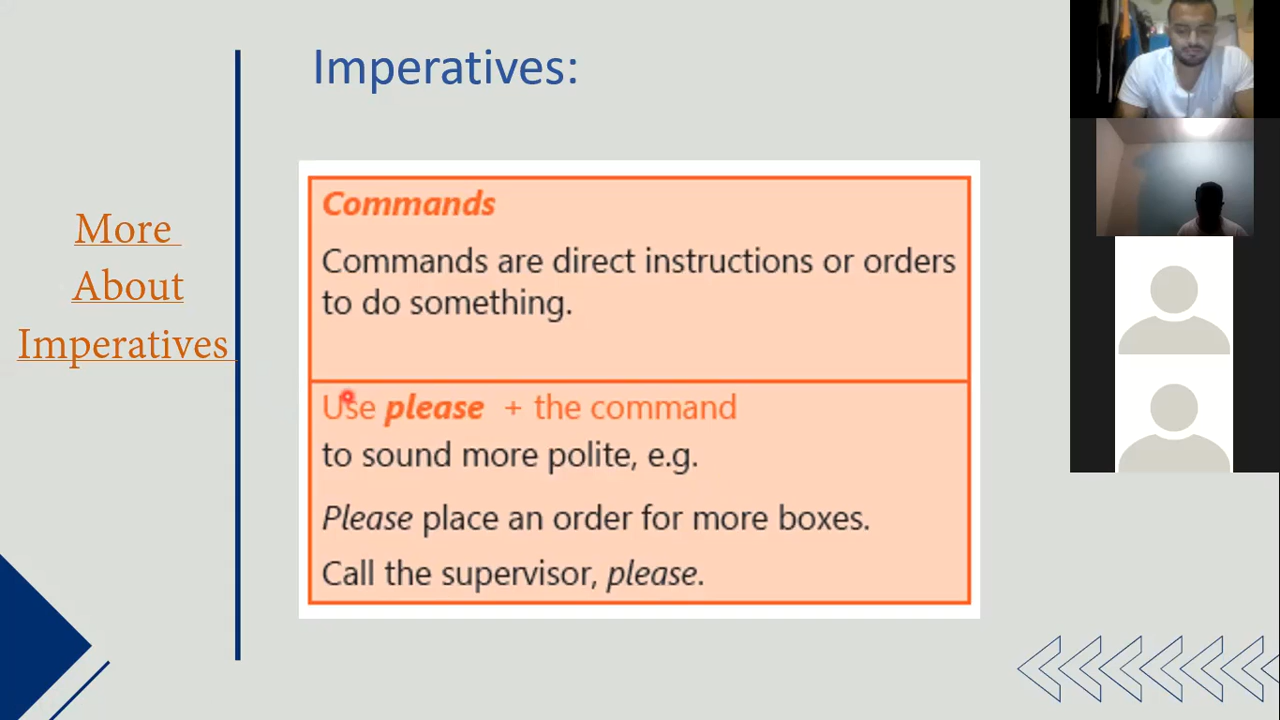 Imperatives:
More
About
Imperatives
Commands
Commands are direct instructions or orders
to do something.
Use please + the command
to sound more polite, e.g.
Please place an order for more boxes.
Call the supervisor, please.